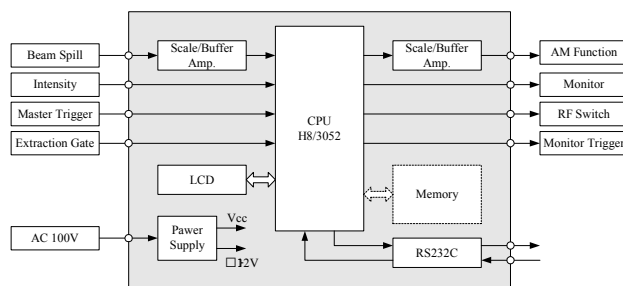 Beam Spill
Scale/Buffer
Amp.
Scale/Buffer
Amp.
AM Function
Intensity
Monitor
Master Trigger
CPU
H8/3052
RF Switch
Extraction Gate
Monitor Trigger
LCD
Memory
AC 100V
Pawer
Supply
Vcc
□12V
RS232C